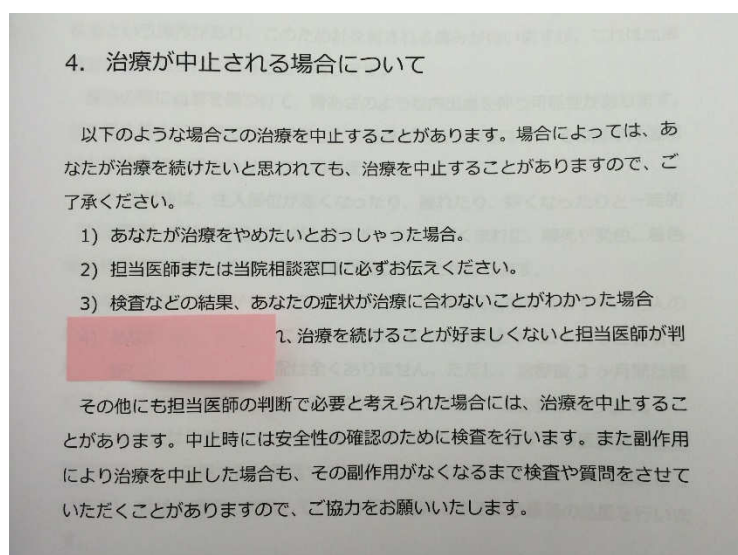 4. 治療が中止される場合について
以下のような場合この治療を中止することがあります。場合によっては、あ
なたが治療を続けたいと思われても、治療を中止することがありますので、ご
了承ください。
1) あなたが治療をやめたいとおっしゃった場合。
2) 担当医師または当院相談窓口に必ずお伝えください。
3) 検査などの結果、あなたの症状が治療に合わないことがわかった場合
、治療を続けることが好ましくないと担当医師が判
その他にも担当医師の判断で必要と考えられた場合には、治療を中止するこ
とがあります。中止時には安全性の確認のために検査を行います。また副作用
により治療を中止した場合も、その副作用がなくなるまで検査や質問をさせて
いただくことがありますので、ご協力をお願いいたします。